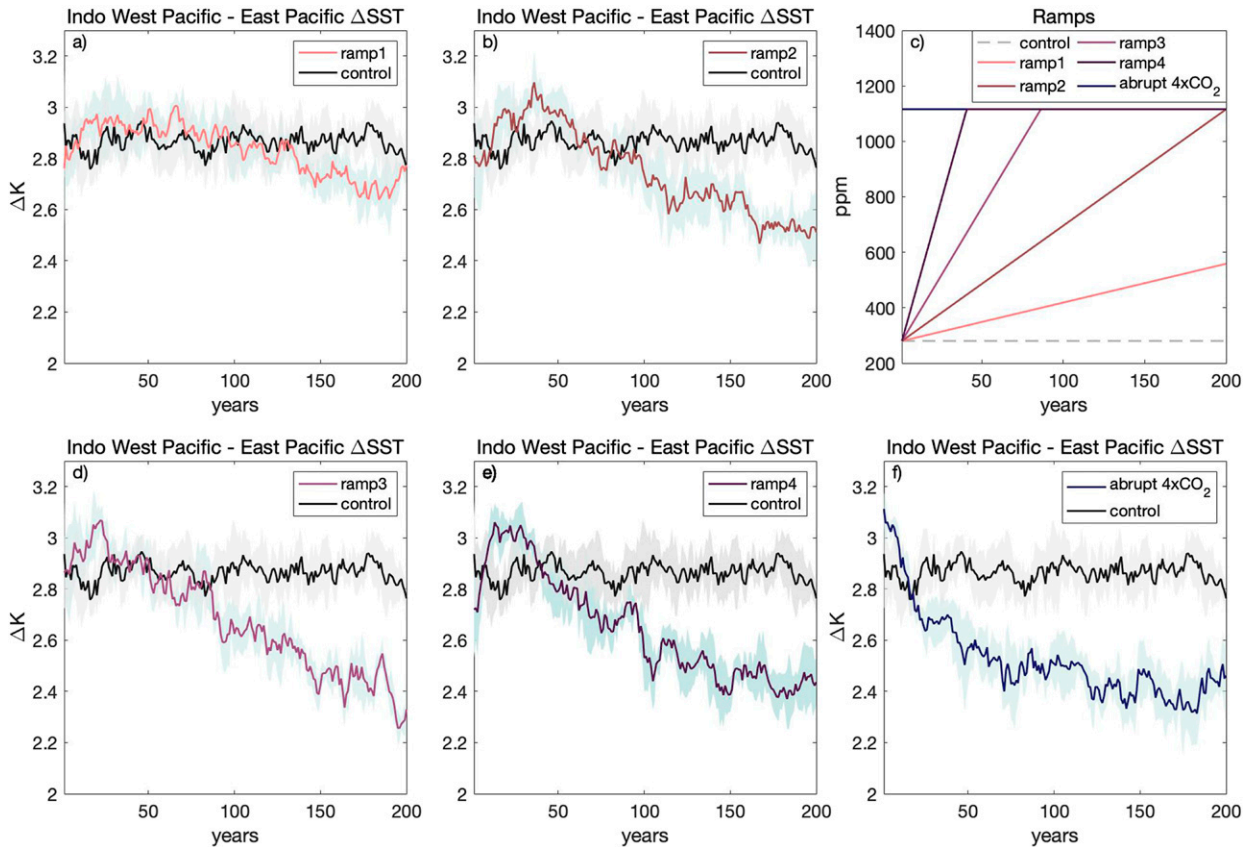 Indo West Pacific - East Pacific ΔSST
a)
ramp1
control
3.2
3
2.8
2.6
2.4
2.2
2
ΔK
50
100
150
200
years
Indo West Pacific - East Pacific ΔSST
b)
ramp2
control
3.2
3
2.8
2.6
2.4
2.2
2
50
100
150
200
years
Ramps
c)
control
ramp1
ramp2
ramp3
ramp4
abrupt 4xCO₂
1400
1200
1000
800
600
400
200
ppm
50
100
150
200
years
Indo West Pacific - East Pacific ΔSST
d)
ramp3
control
3.2
3
2.8
2.6
2.4
2.2
2
ΔK
50
100
150
200
years
Indo West Pacific - East Pacific ΔSST
e)
ramp4
control
3.2
3
2.8
2.6
2.4
2.2
2
50
100
150
200
years
Indo West Pacific - East Pacific ΔSST
f)
abrupt 4xCO₂
control
3.2
3
2.8
2.6
2.4
2.2
2
ΔK
50
100
150
200
years